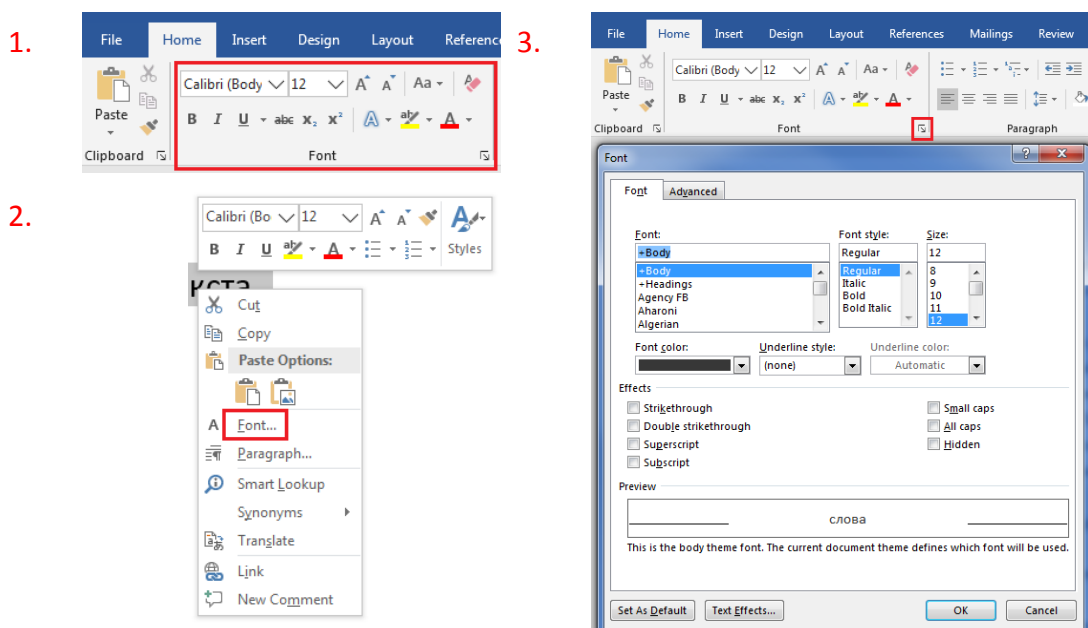 1.
File Home Insert Design Layout Reference
Calibri (Body 12 Aa
Paste
B I U abc X₂ X² A aby A
Clipboard Font
2.
Calibri (Bo 12 A A
B I U aby A Styles
кста
Cut
Copy
Paste Options:
A Font...
Paragraph...
Smart Lookup
Synonyms
Translate
Link
New Comment
3.
File Home Insert Design Layout References Mailings Review
Calibri (Body 12 A A Aa
Paste
B I U abc X₂ X² A aby A
Clipboard Font Paragraph
Font
Font Advanced
Font: Font style: Size:
+Body Regular 12
+Body Regular 8
+Headings Italic 9
Agency FB Bold 10
Aharoni Bold Italic 11
Algerian 12
Font color: Underline style: Underline color:
(none) Automatic
Effects
Strikethrough Small caps
Double strikethrough All caps
Superscript Hidden
Subscript
Preview
слова
This is the body theme font. The current document theme defines which font will be used.
Set As Default Text Effects... OK Cancel